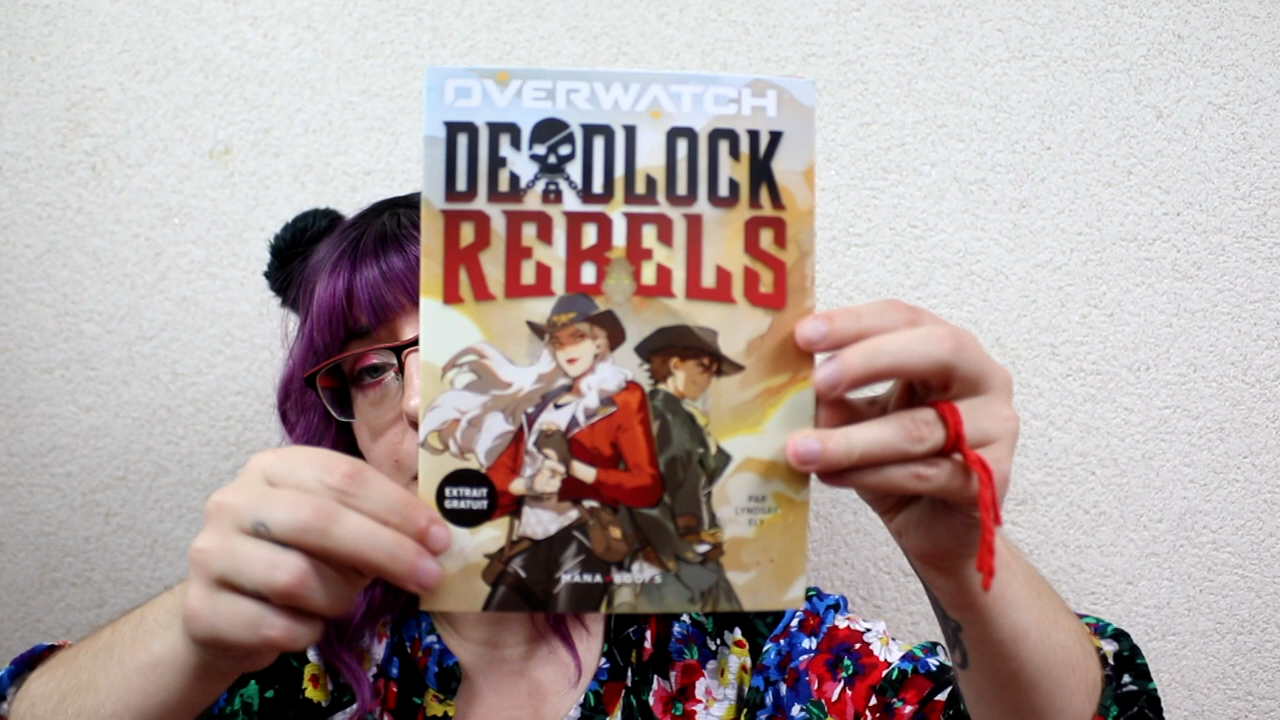 OVERWATCH
DEADLOCK
REBELS
EXTRAIT
GRATUIT
PAR
LYNDSAY
ELY
MANA BOOKS